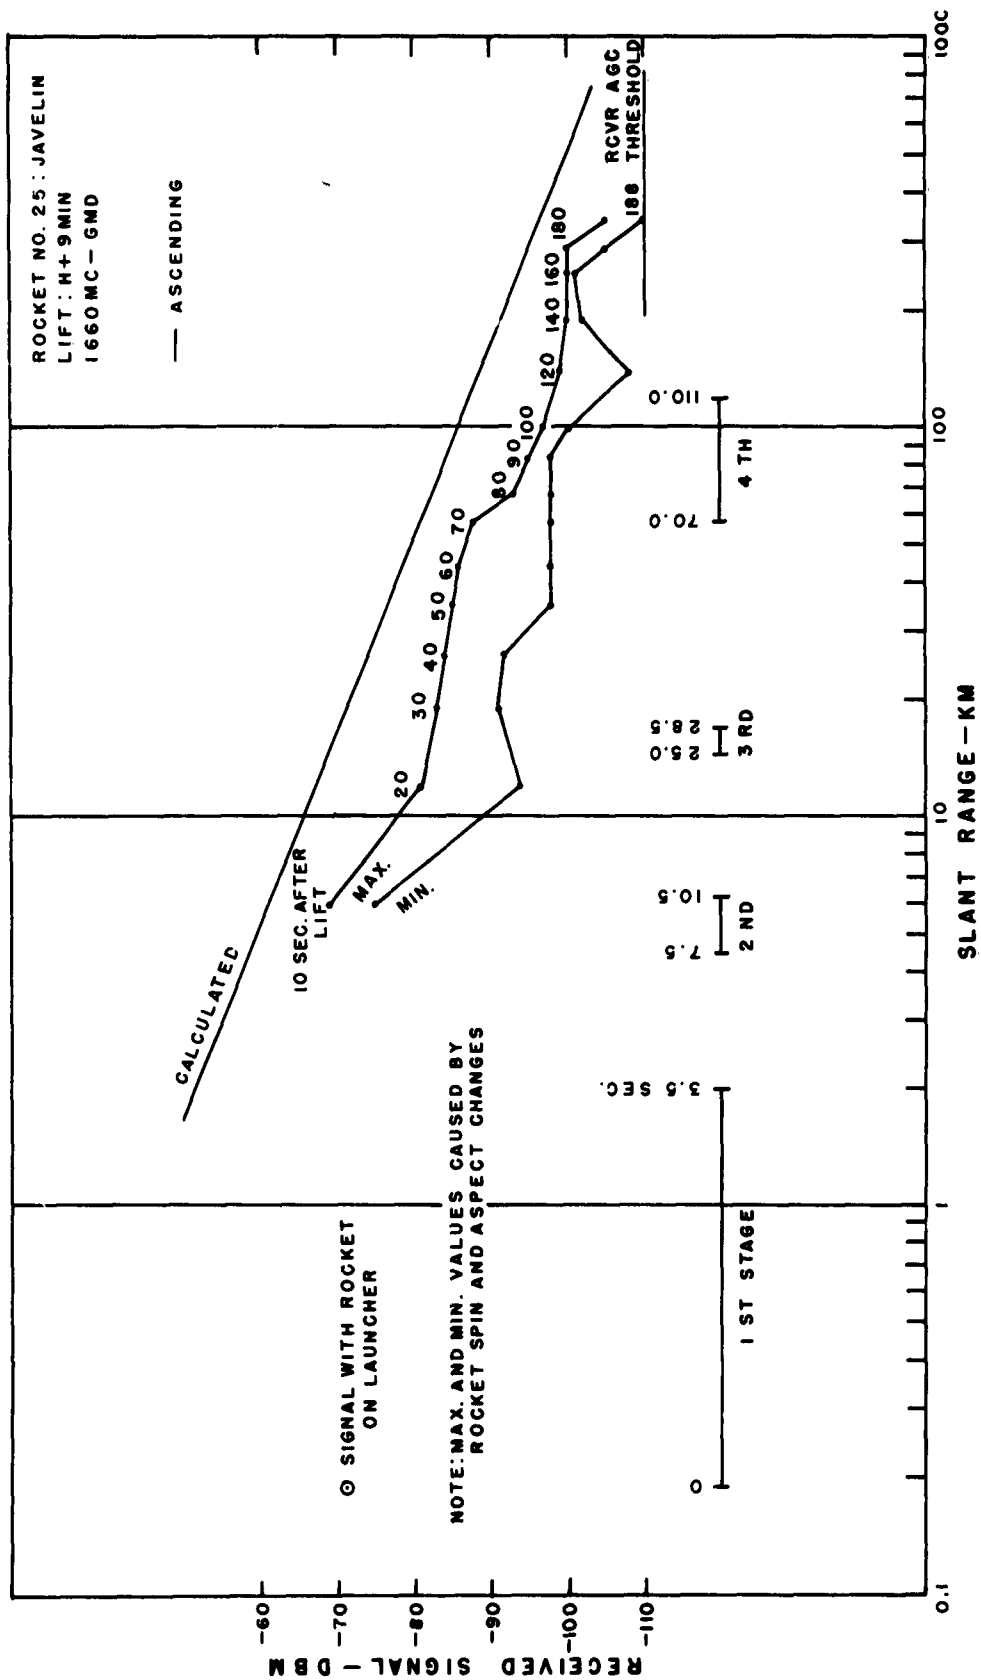 ROCKET NO. 25 : JAVELIN
LIFT: H+9MIN
1660MC-GMD
— ASCENDING
CALCULATED
10 SEC. AFTER
LIFT
MAX.
MIN.
20
30
40
50
60
70
80
90
100
120
140
160
180
188
RCVR AGC
THRESHOLD
⊙ SIGNAL WITH ROCKET
ON LAUNCHER
NOTE: MAX. AND MIN. VALUES CAUSED BY
ROCKET SPIN AND ASPECT CHANGES
0
3.5 SEC.
1 ST STAGE
7.5
10.5
2 ND
25.0
28.5
3 RD
70.0
110.0
4 TH
RECEIVED SIGNAL - DBM
-60
-70
-80
-90
-100
-110
0.1
1
10
100
100C
SLANT RANGE-KM